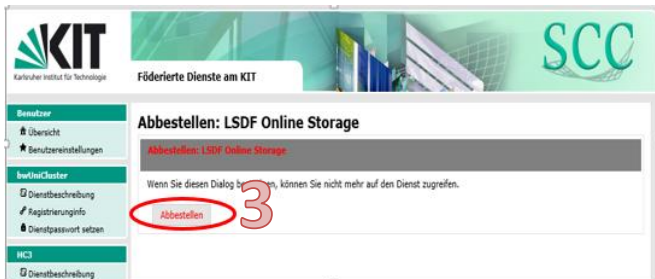 KIT
Karlsruher Institut für Technologie
Föderierte Dienste am KIT
SCC
Benutzer
Übersicht
Benutzereinstellungen
bwUniCluster
Dienstbeschreibung
Registrierunginfo
Dienstpasswort setzen
HC3
Dienstbeschreibung
Abbestellen: LSDF Online Storage
Abbestellen: LSDF Online Storage
Wenn Sie diesen Dialog können Sie nicht mehr auf den Dienst zugreifen.
Abbestellen
3